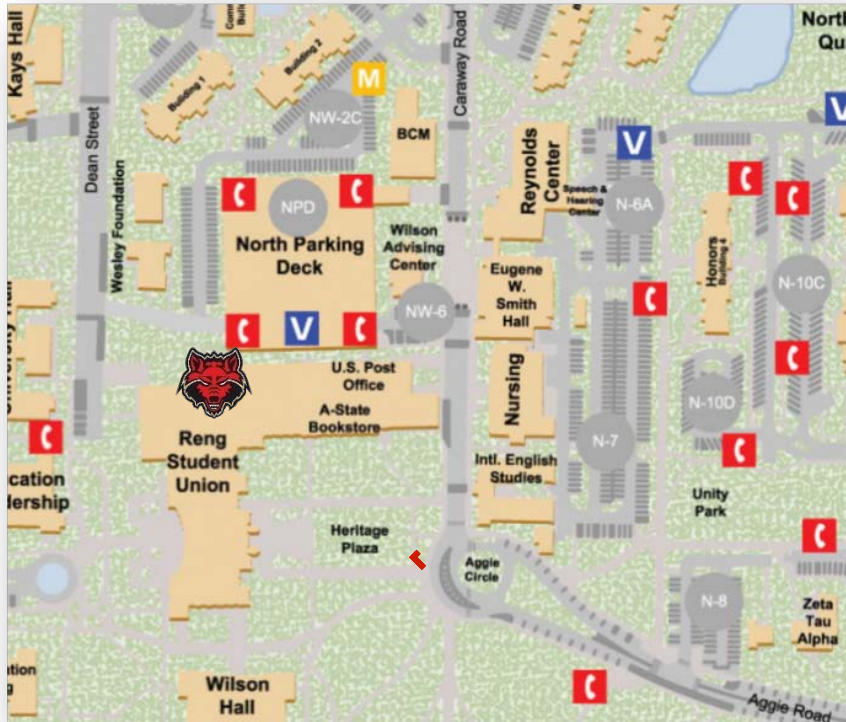 Kays Hall
Building 1
Building 2
M
NW-2C
BCM
Caraway Road
North
Qu
V
Dean Street
Wesley Foundation
NPD
North Parking
Deck
V
Wilson
Advising
Center
NW-6
Reynolds
Center
Speech &
Hearing
Center
V
N-6A
Eugene
W.
Smith
Hall
Honors
Building 4
N-10C
U.S. Post
Office
A-State
Bookstore
Reng
Student
Union
Nursing
N-7
N-10D
Intl. English
Studies
Unity
Park
cation
dership
Heritage
Plaza
Aggie
Circle
N-8
Zeta
Tau
Alpha
Wilson
Hall
Aggie Road